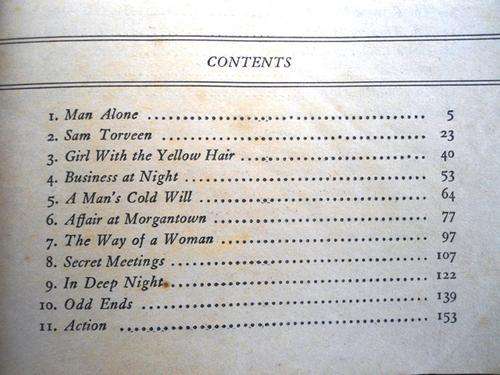 CONTENTS
1. Man Alone ........................................ 5
2. Sam Torveen ........................................ 23
3. Girl With the Yellow Hair ........................................ 40
4. Business at Night ........................................ 53
5. A Man's Cold Will ........................................ 64
6. Affair at Morgantown ........................................ 77
7. The Way of a Woman ........................................ 97
8. Secret Meetings ........................................ 107
9. In Deep Night ........................................ 122
10. Odd Ends ........................................ 139
11. Action ........................................ 153